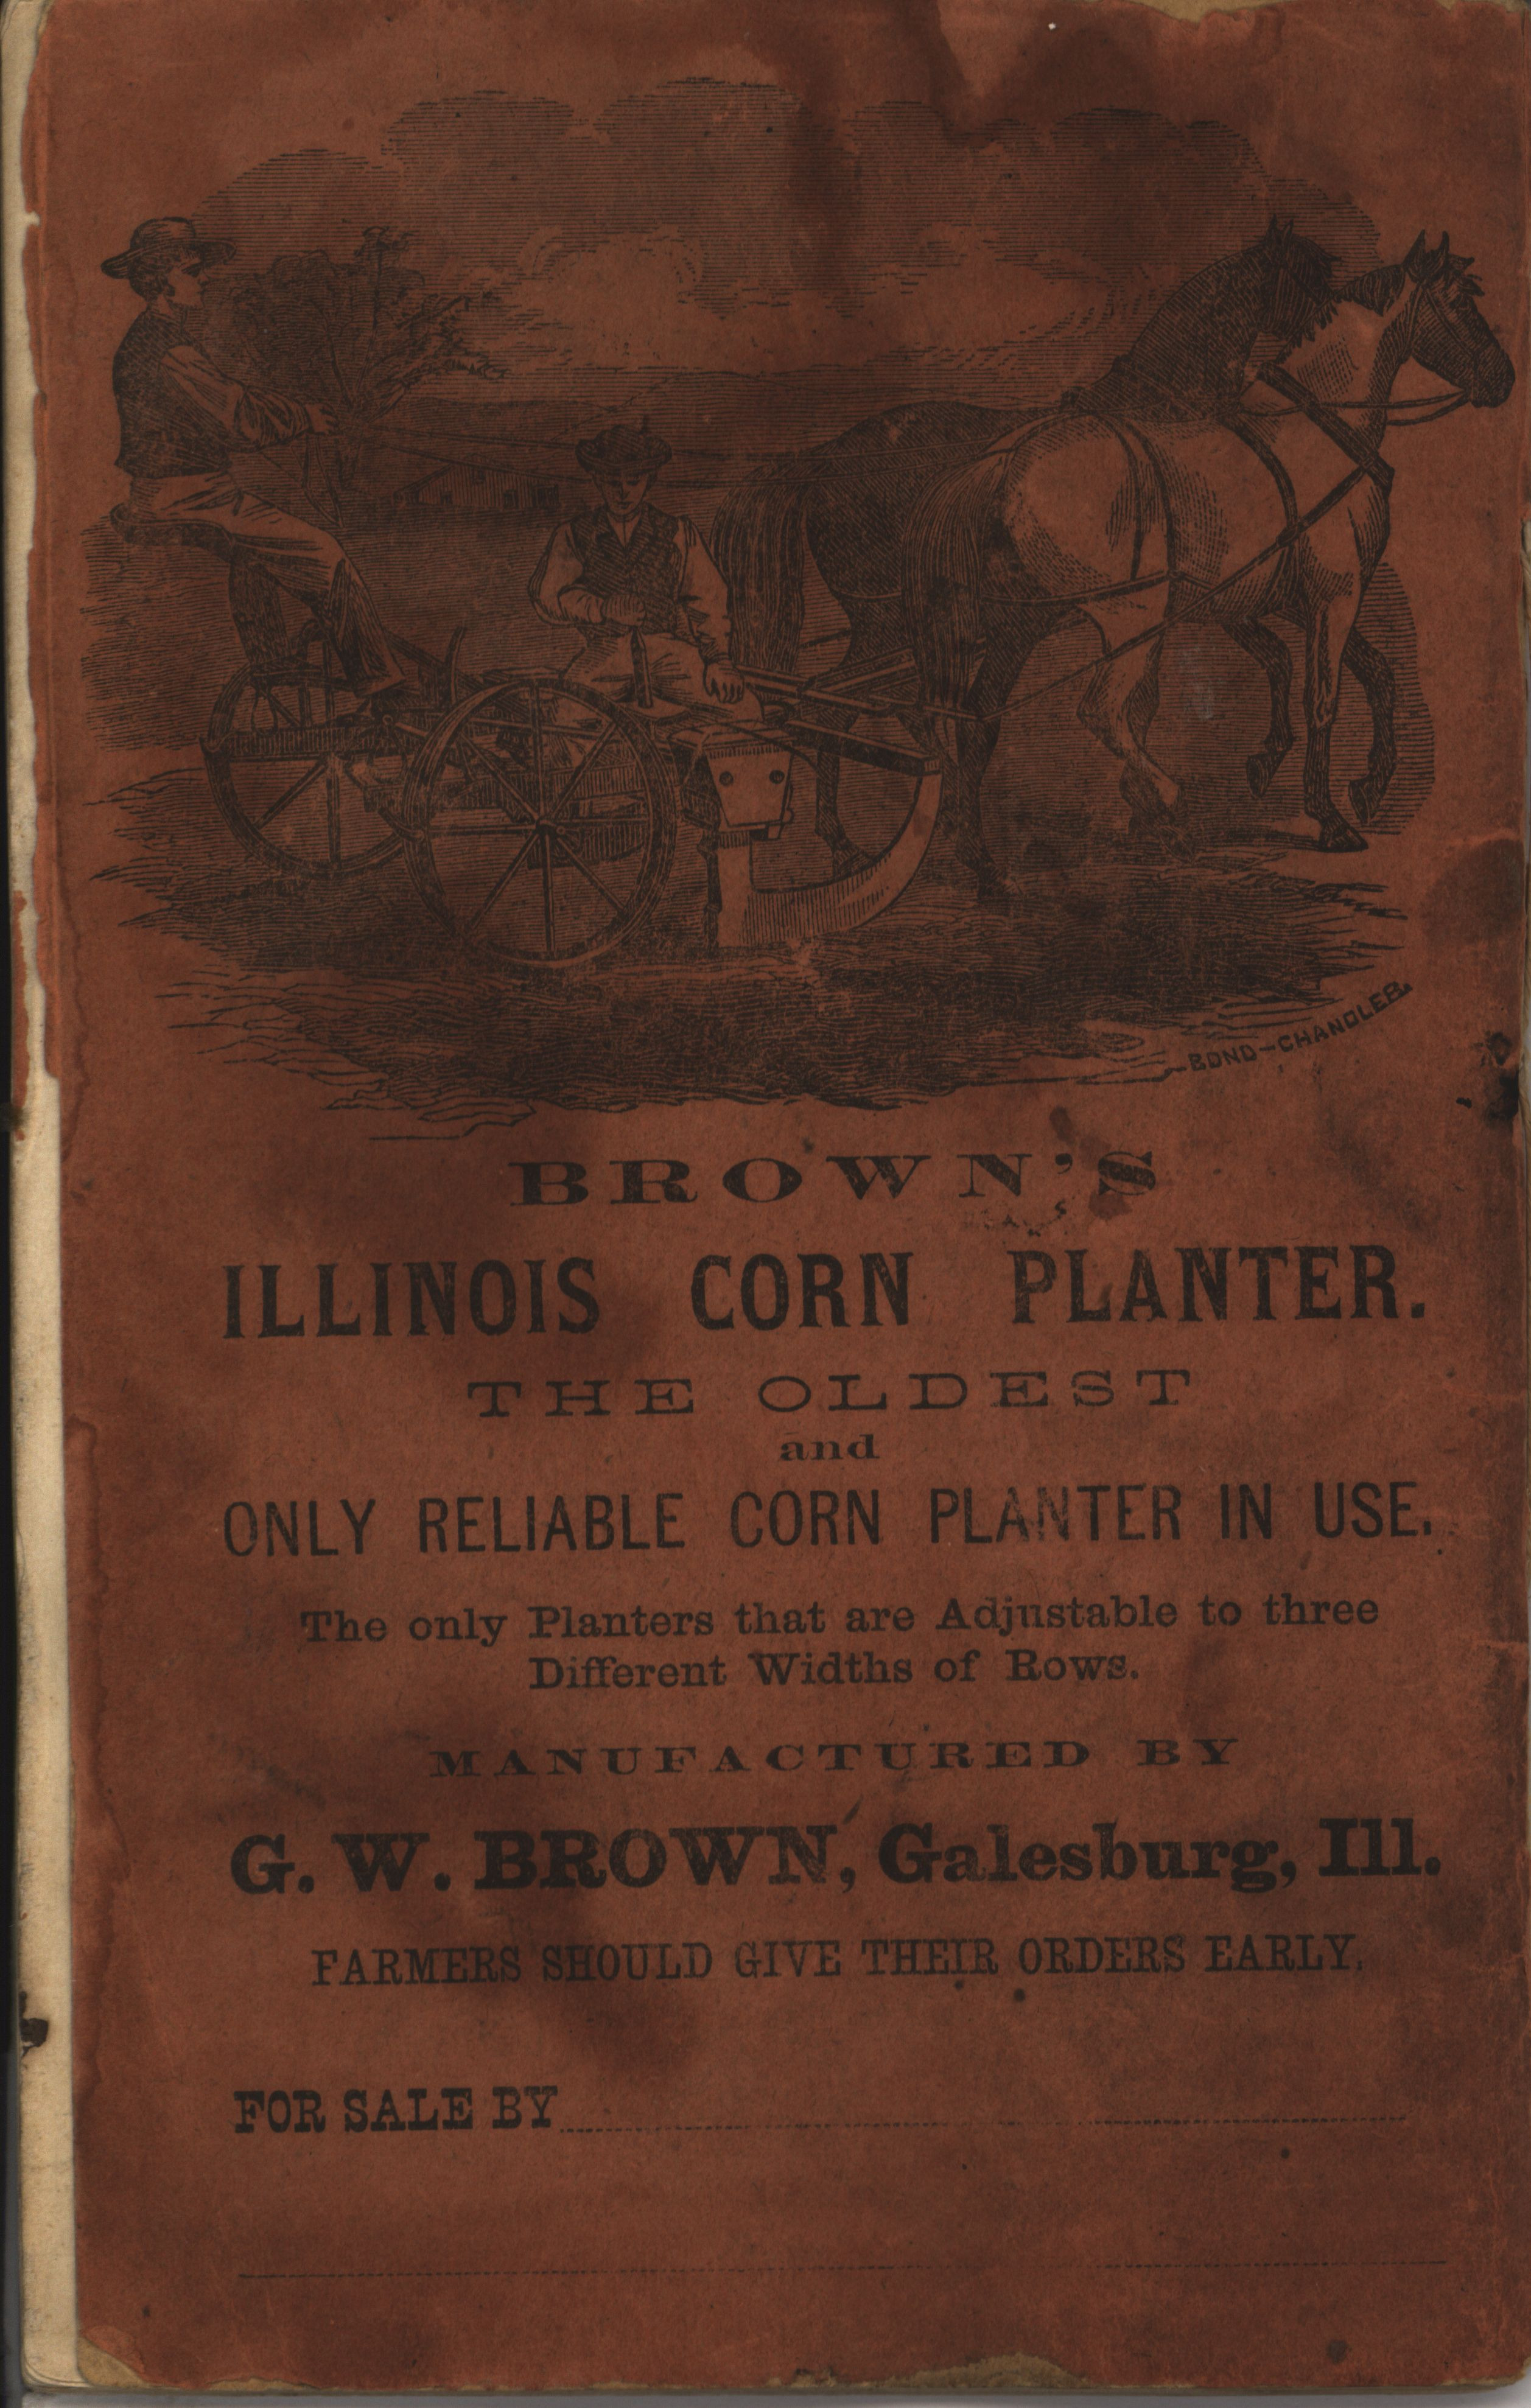 BOND-CHANDLER.
BROWN'S
ILLINOIS CORN PLANTER.
THE OLDEST
and
ONLY RELIABLE CORN PLANTER IN USE.
The only Planters that are Adjustable to three
Different Widths of Rows.
MANUFACTURED BY
G. W. BROWN, Galesburg, Ill.
FARMERS SHOULD GIVE THEIR ORDERS EARLY.
FOR SALE BY